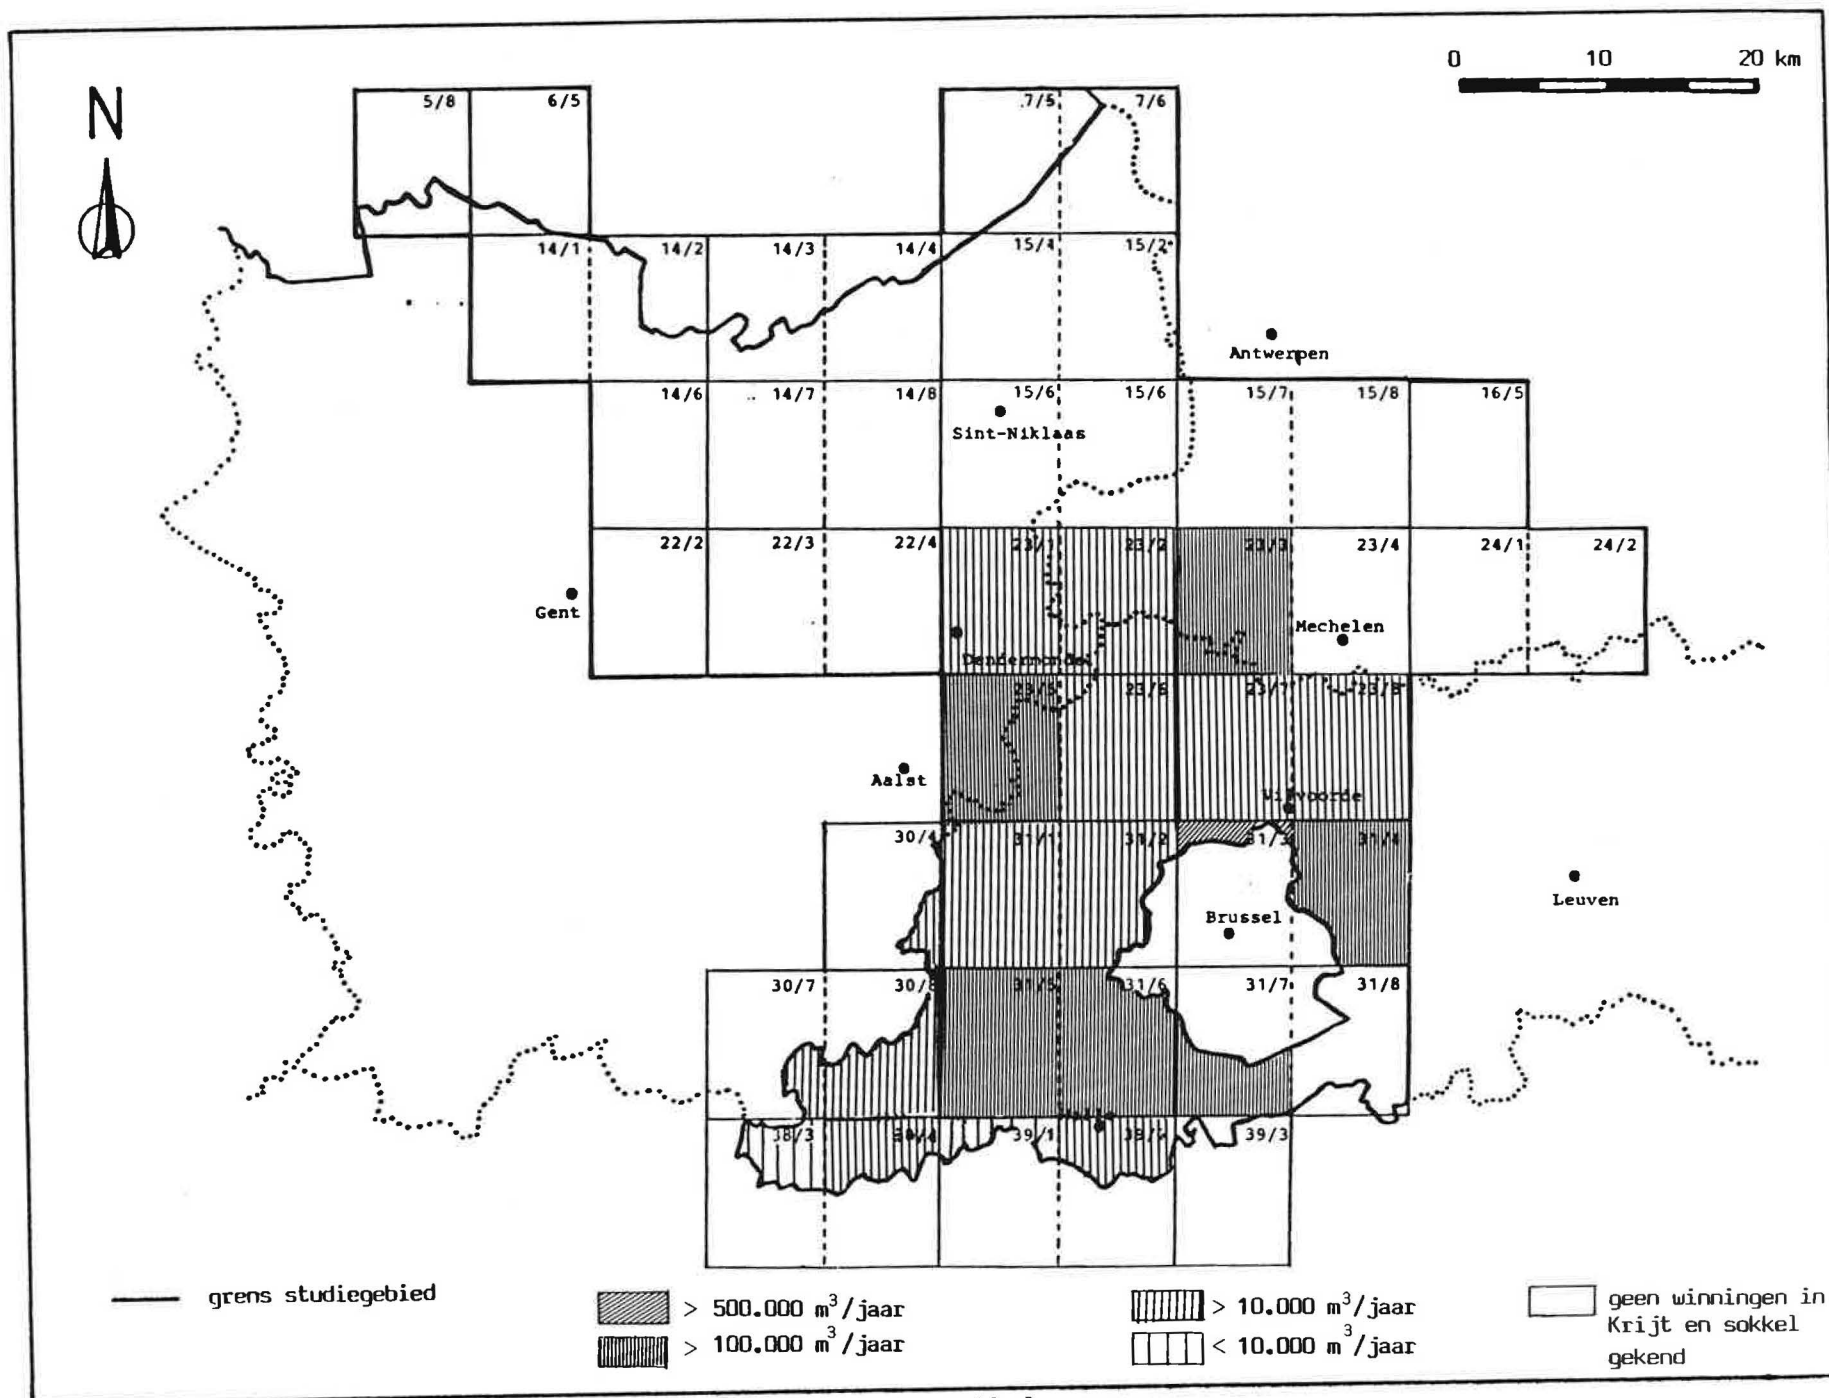 0 10 20 km
N
5/8 6/5 7/5 7/6
14/1 14/2 14/3 14/4 15/1 15/2
Antwerpen
14/6 14/7 14/8 15/6 15/6 15/7 15/8 16/5
Sint-Niklaas
22/2 22/3 22/4 23/1 23/2 23/3 23/4 24/1 24/2
Gent
Mechelen
Dendermonde
23/5 23/6 23/7 23/8
Aalst
Vilvoorde
30/4 31/1 31/2 31/3 31/4
Leuven
Brussel
30/7 30/8 31/5 31/6 31/7 31/8
Halle
38/3 38/4 39/1 39/2 39/3
grens studiegebied
> 500.000 m³/jaar
> 100.000 m³/jaar
> 10.000 m³/jaar
< 10.000 m³/jaar
geen winningen in
Krijt en sokkel
gekend